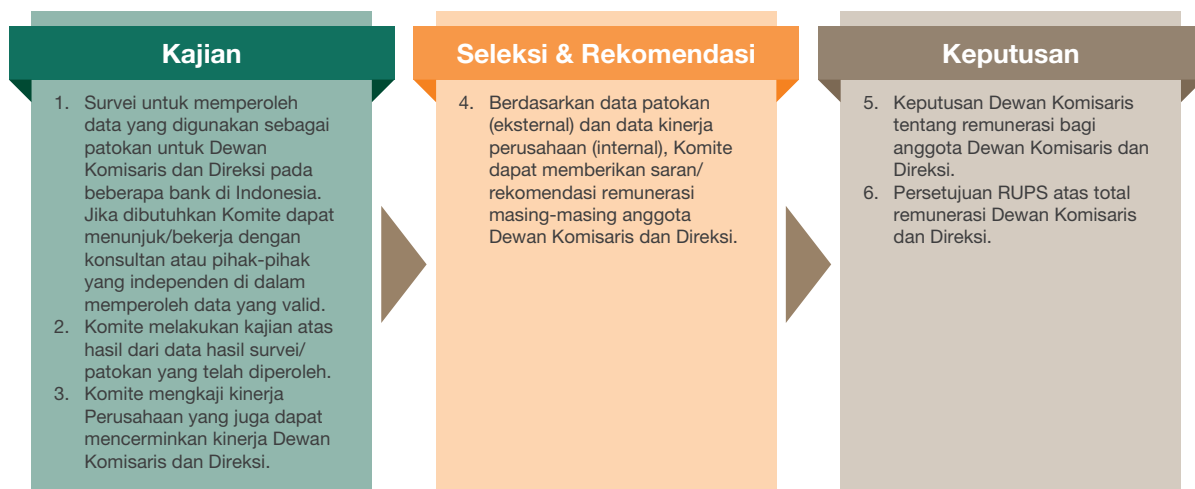 Kajian
1. Survei untuk memperoleh
data yang digunakan sebagai
patokan untuk Dewan
Komisaris dan Direksi pada
beberapa bank di Indonesia.
Jika dibutuhkan Komite dapat
menunjuk/bekerja dengan
konsultan atau pihak-pihak
yang independen di dalam
memperoleh data yang valid.
2. Komite melakukan kajian atas
hasil dari data hasil survei/
patokan yang telah diperoleh.
3. Komite mengkaji kinerja
Perusahaan yang juga dapat
mencerminkan kinerja Dewan
Komisaris dan Direksi.
Seleksi & Rekomendasi
4. Berdasarkan data patokan
(eksternal) dan data kinerja
perusahaan (internal), Komite
dapat memberikan saran/
rekomendasi remunerasi
masing-masing anggota
Dewan Komisaris dan Direksi.
Keputusan
5. Keputusan Dewan Komisaris
tentang remunerasi bagi
anggota Dewan Komisaris dan
Direksi.
6. Persetujuan RUPS atas total
remunerasi Dewan Komisaris
dan Direksi.